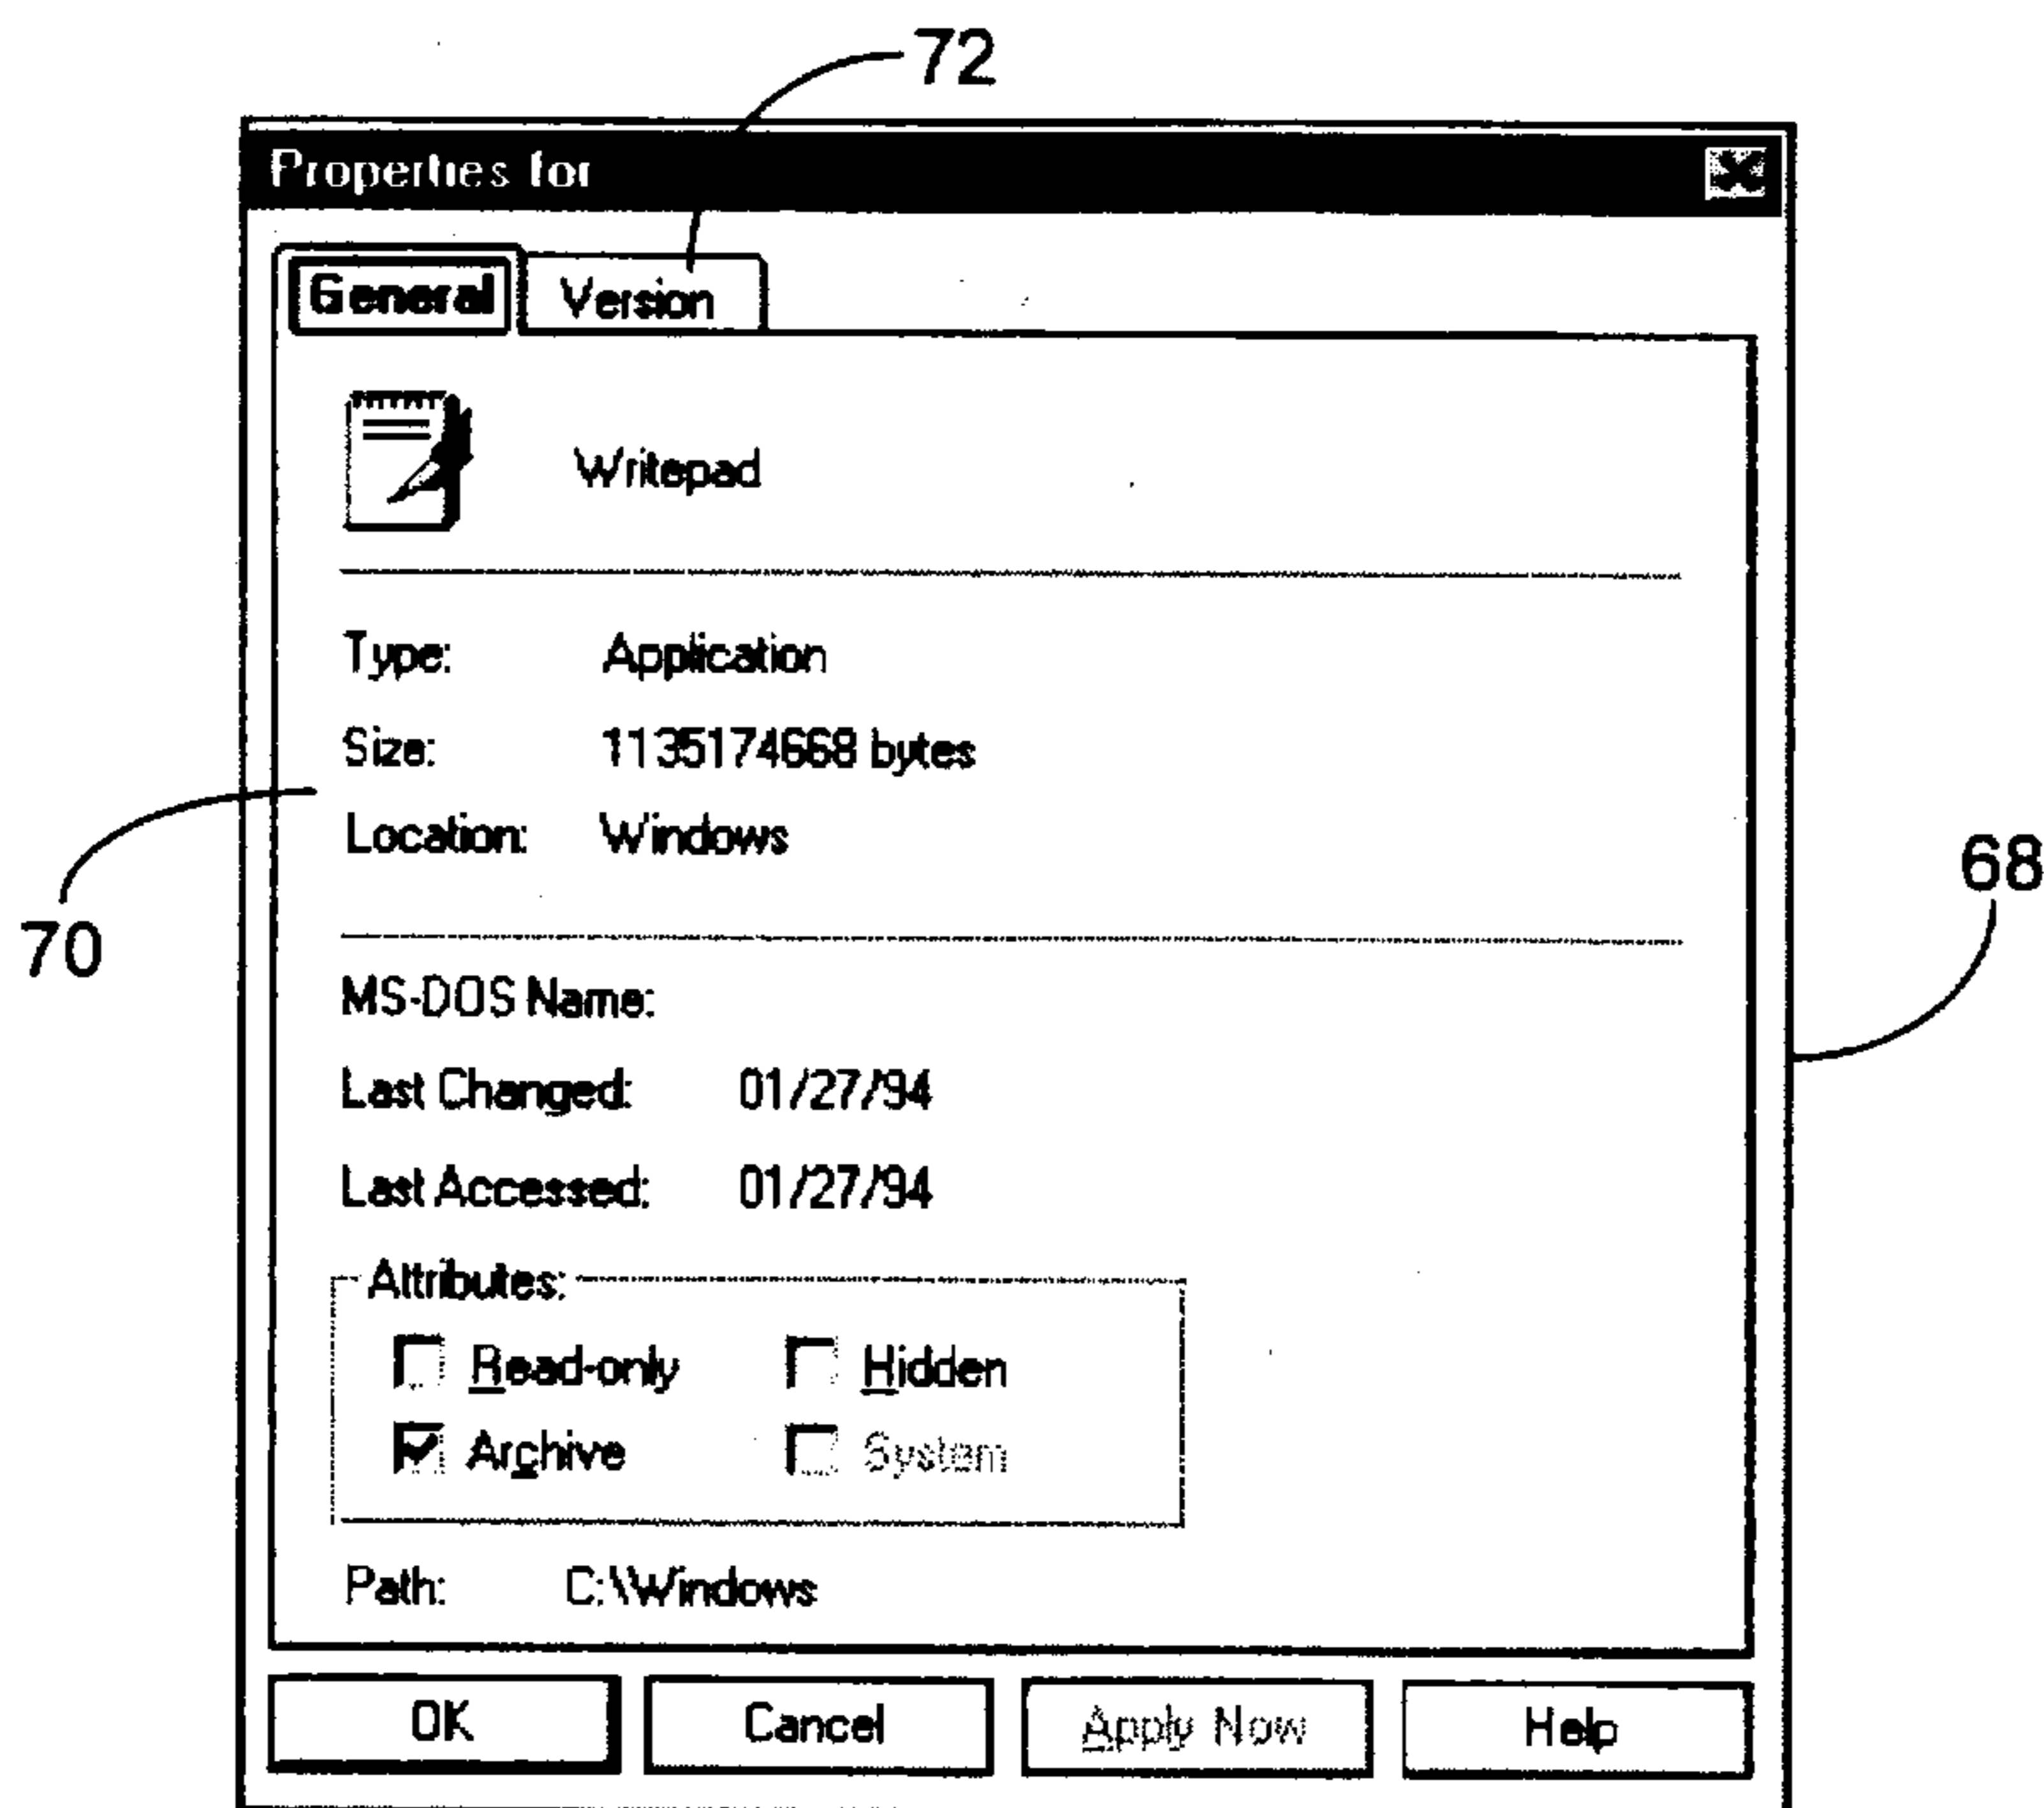 72
Properties for
General Version
Writepad
Type: Application
Size: 1135174668 bytes
Location: Windows
68
70
MS-DOS Name:
Last Changed: 01/27/94
Last Accessed: 01/27/94
Attributes:
Read-only Hidden
Archive System
Path: C:\Windows
OK Cancel Apply Now Help